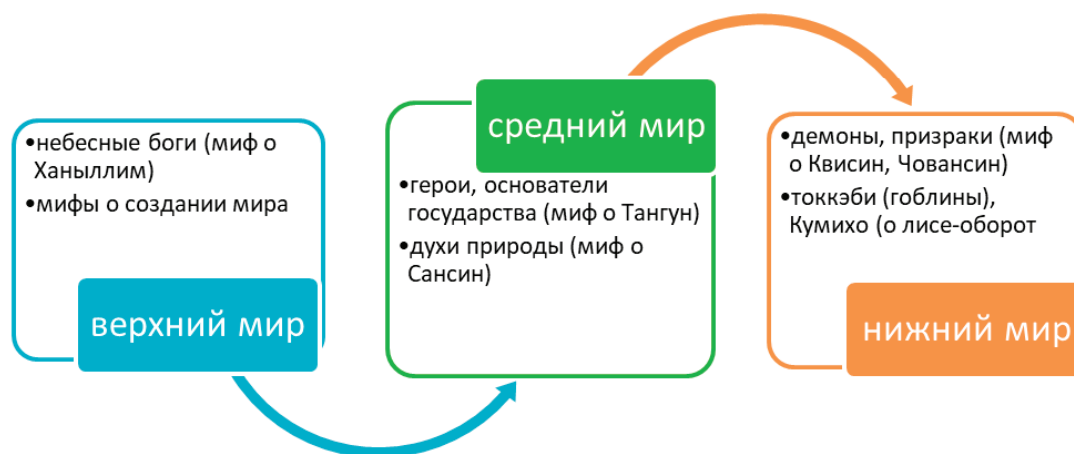 •небесные боги (миф о
Ханыллим)
•мифы о создании мира
верхний мир
средний мир
•герои, основатели
государства (миф о Тангун)
•духи природы (миф о
Сансин)
•демоны, призраки (миф
о Квисин, Човансин)
•токкэби (гоблины),
Кумихо (о лисе-оборот
нижний мир